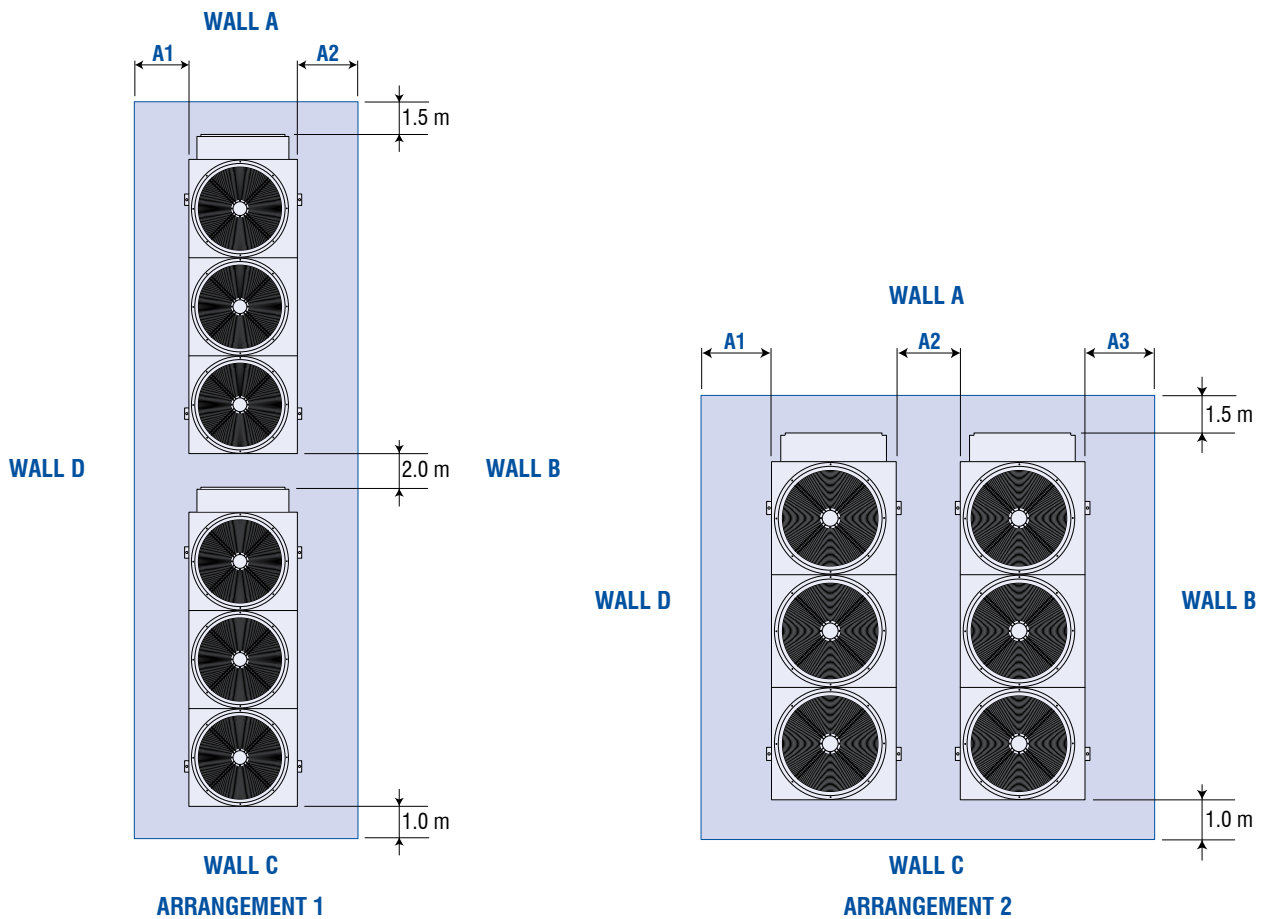 WALL A
A1
A2
1.5 m
WALL D
2.0 m
WALL B
1.0 m
WALL C
ARRANGEMENT 1
WALL A
A1
A2
A3
1.5 m
WALL D
WALL B
1.0 m
WALL C
ARRANGEMENT 2